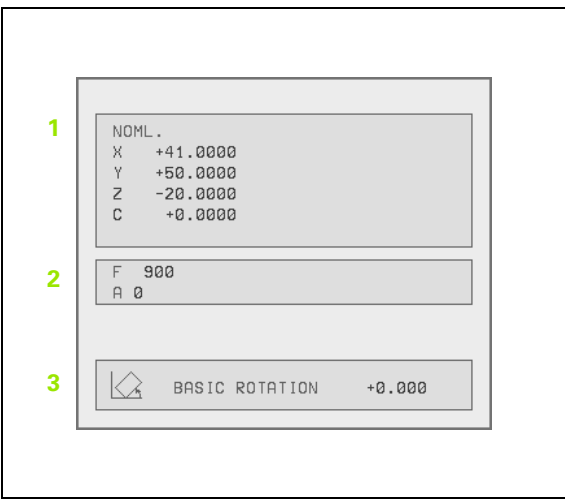 1
NOML.
X +41.0000
Y +50.0000
Z -20.0000
C +0.0000
2
F 900
A 0
3
BASIC ROTATION +0.000